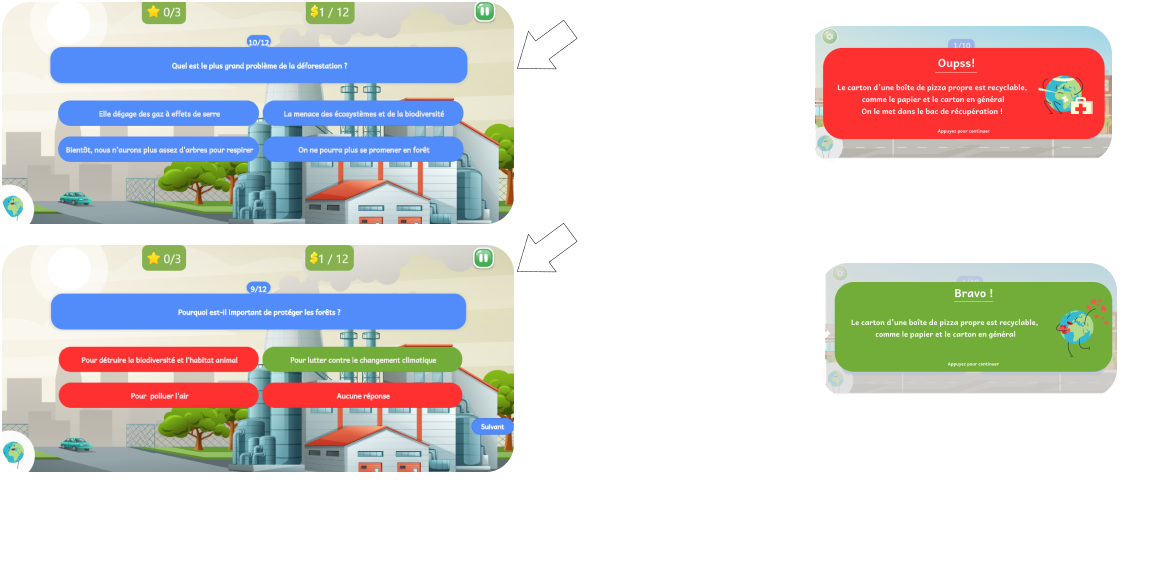 0/3
$1 / 12
10/12
Quel est le plus grand problème de la déforestation ?
Elle dégage des gaz à effets de serre
La menace des écosystèmes et de la biodiversité
Bientôt, nous n'aurons plus assez d'arbres pour respirer
On ne pourra plus se promener en forêt
0/3
$1 / 12
9/12
Pourquoi est-il important de protéger les forêts ?
Pour détruire la biodiversité et l'habitat animal
Pour lutter contre le changement climatique
Pour polluer l'air
Aucune réponse
Suivant
1/10
Oupss!
Le carton d'une boîte de pizza propre est recyclable,
comme le papier et le carton en général
On le met dans le bac de récupération !
Appuyez pour continuer
Bravo !
Le carton d'une boîte de pizza propre est recyclable,
comme le papier et le carton en général
Appuyez pour continuer